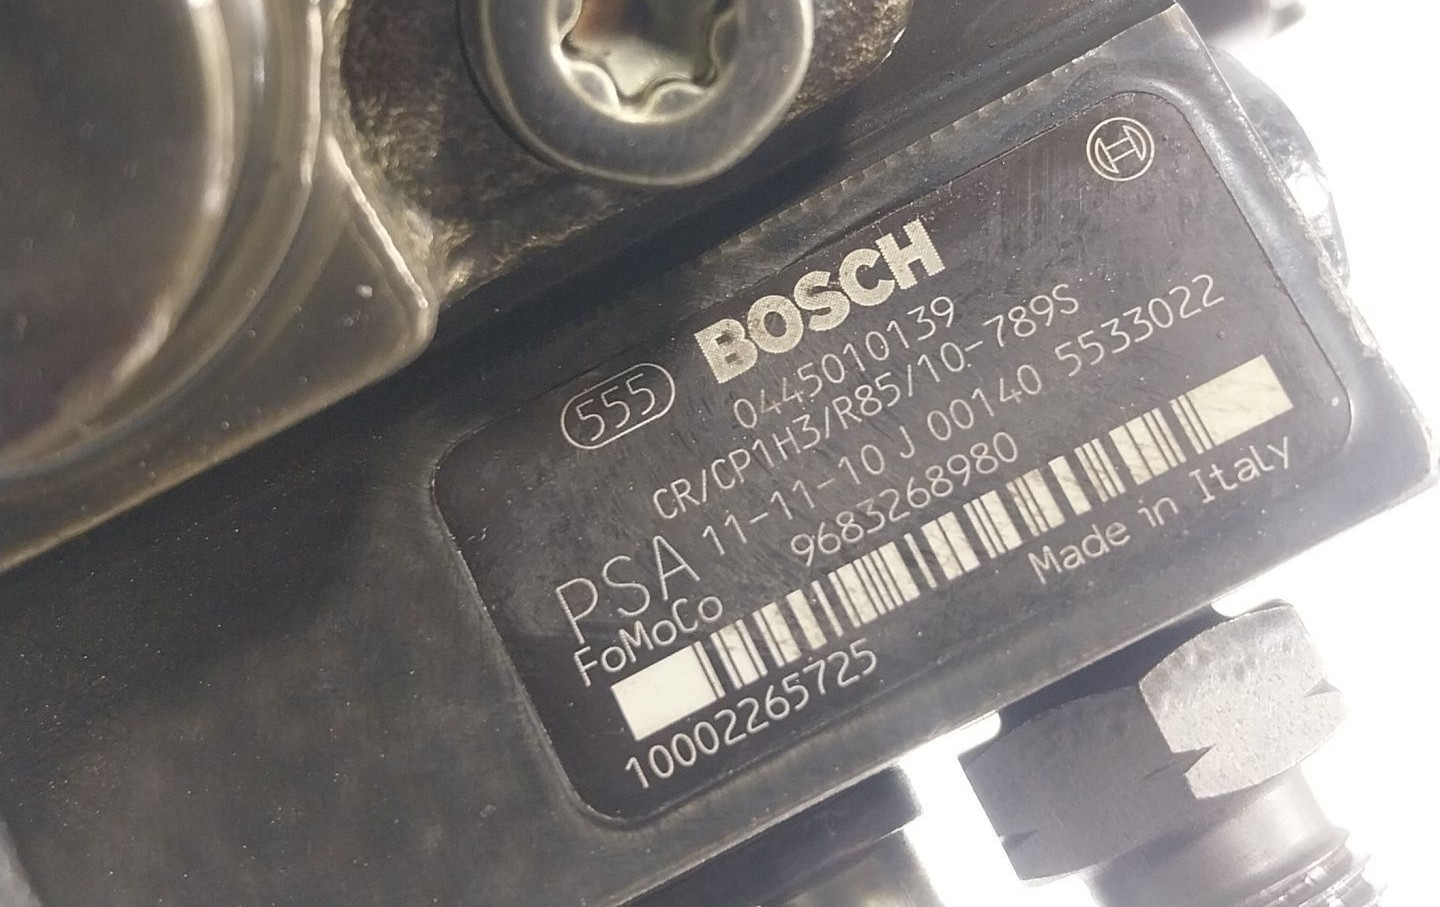 BOSCH
555
0445010139
CR/CP1H3/R85/10-789S
11-11-10 J 00140 5533022
PSA
9683268980
FoMoCo
Made in Italy
10002265725